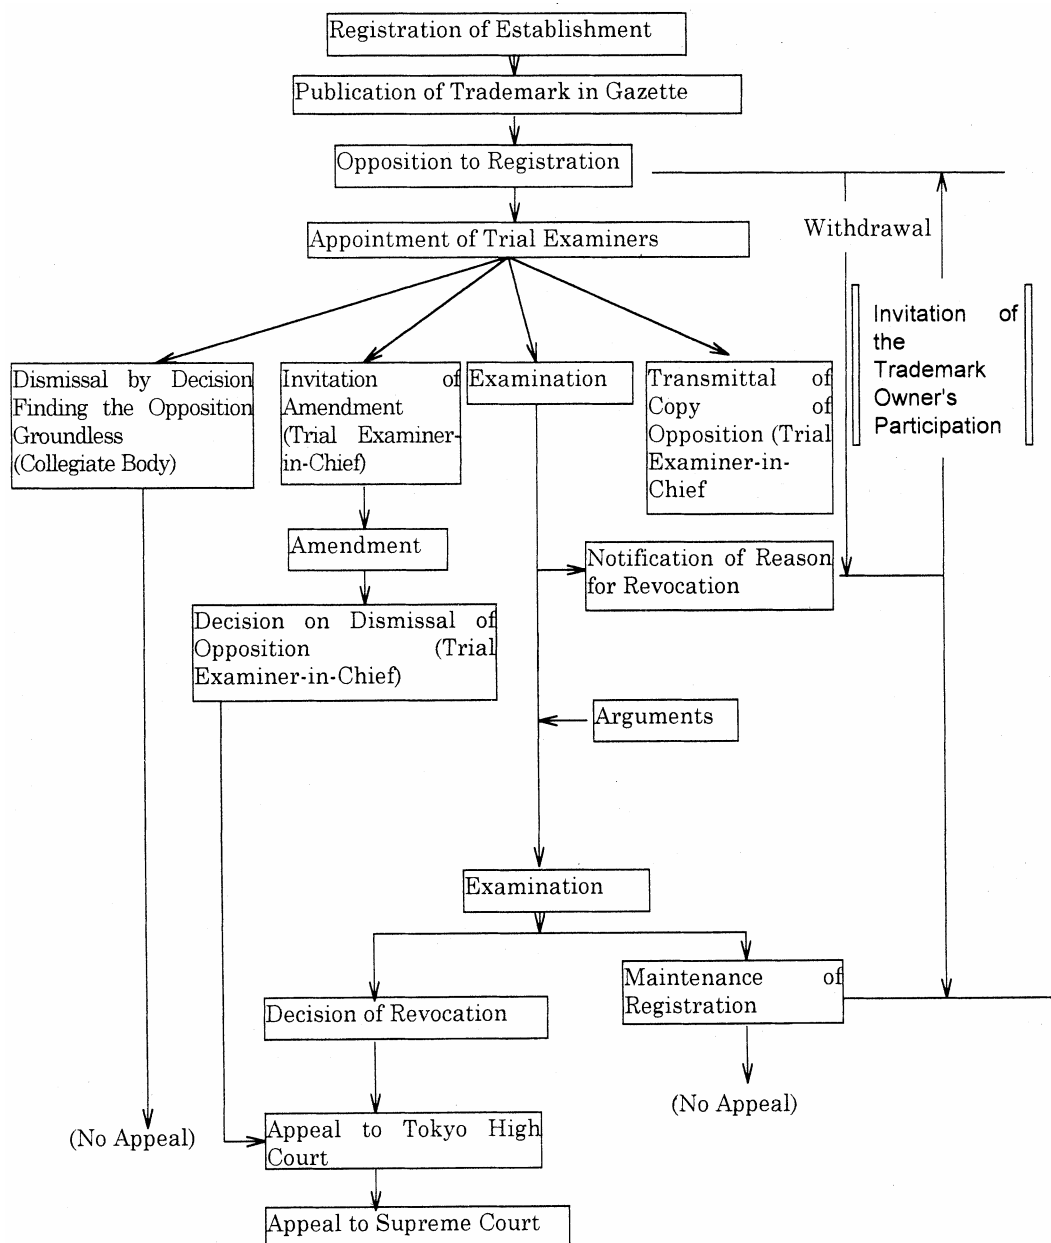 Registration of Establishment
Publication of Trademark in Gazette
Opposition to Registration
Appointment of Trial Examiners
Withdrawal
Invitation of
the
Trademark
Owner's
Participation
Dismissal by Decision
Finding the Opposition
Groundless
(Collegiate Body)
Invitation of
Amendment
(Trial Examiner-
in-Chief)
Examination
Transmittal of
Copy of
Opposition (Trial
Examiner-in-
Chief
Amendment
Notification of Reason
for Revocation
Decision on Dismissal of
Opposition (Trial
Examiner-in-Chief)
Arguments
Examination
Decision of Revocation
Maintenance of
Registration
(No Appeal)
(No Appeal)
Appeal to Tokyo High
Court
Appeal to Supreme Court